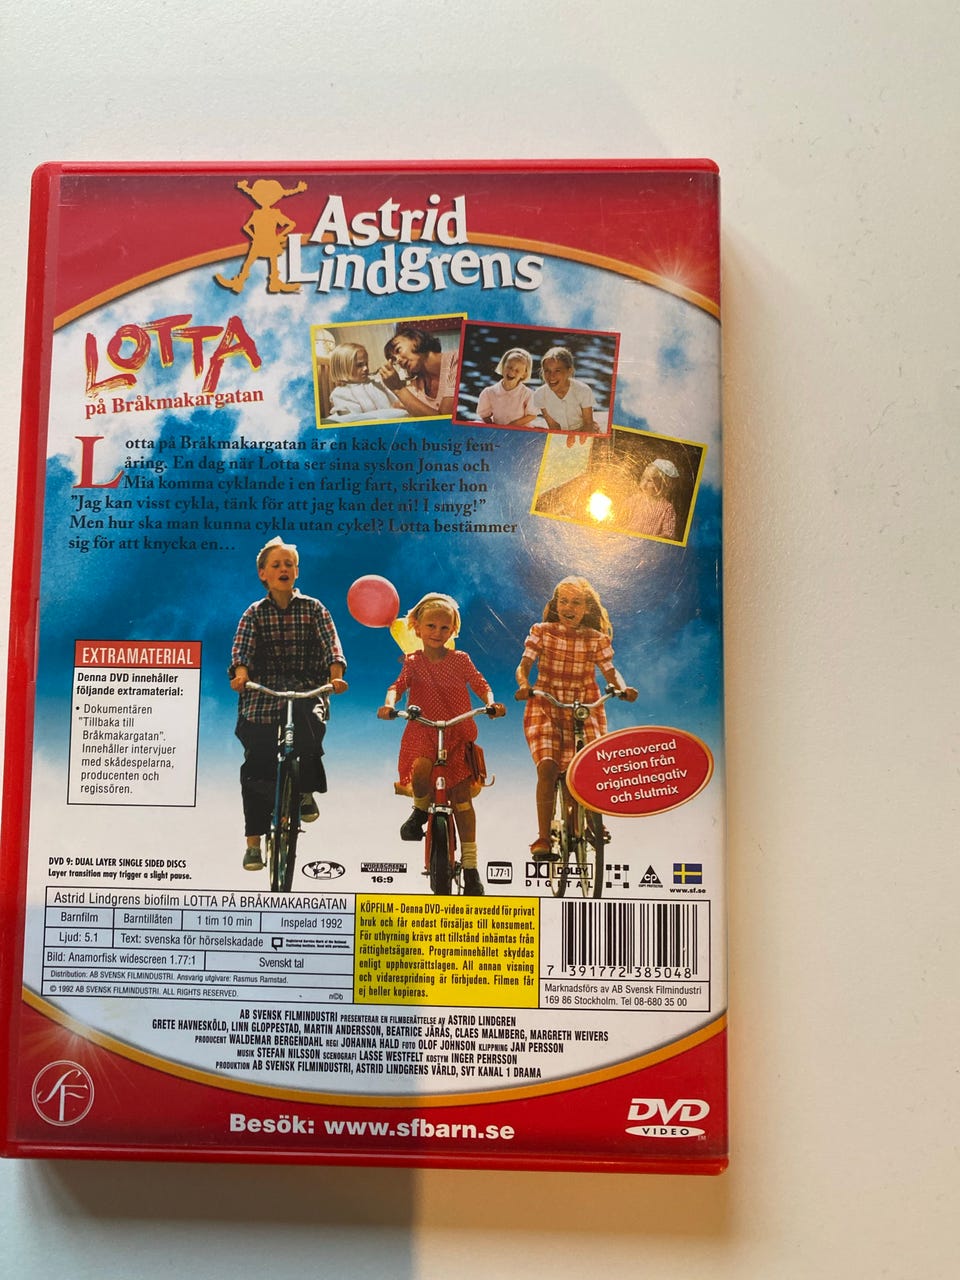 Astrid
Lindgrens
LOTTA
på Bråkmakargatan
Lotta på Bråkmakargatan är en käck och busig fem-
åring. En dag när Lotta ser sina syskon Jonas och
Mia komma cyklande i en farlig fart, skriker hon
"Jag kan visst cykla, tänk för att jag kan det ni! I smyg!"
Men hur ska man kunna cykla utan cykel? Lotta bestämmer
sig för att knycka en...
EXTRAMATERIAL
Denna DVD innehåller
följande extramaterial:
• Dokumentären
"Tillbaka till
Bråkmakargatan".
Innehåller intervjuer
med skådespelarna,
producenten och
regissören.
Nyrenoverad
version från
originalnegativ
och slutmix
DVD 9: DUAL LAYER SINGLE SIDED DISCS
Layer transition may trigger a slight pause.
2
WIDESCREEN
VERSION
16:9
1.77:1
DOLBY
DIGITAL
COPY PROTECTED
www.sf.se
Astrid Lindgrens biofilm LOTTA PÅ BRÅKMAKARGATAN
Barnfilm Barntillåten 1 tim 10 min Inspelad 1992
Ljud: 5.1 Text: svenska för hörselskadade
Bild: Anamorfisk widescreen 1.77:1 Svenskt tal
Distribution: AB SVENSK FILMINDUSTRI. Ansvarig utgivare: Rasmus Ramstad.
© 1992 AB SVENSK FILMINDUSTRI. ALL RIGHTS RESERVED. nDb
KÖPFILM - Denna DVD-video är avsedd för privat
bruk och får endast försäljas till konsument.
För uthyrning krävs att tillstånd inhämtas från
rättighetsägaren. Programinnehållet skyddas
enligt upphovsrättslagen. All annan visning
och vidarespridning är förbjuden. Filmen får
ej heller kopieras.
7 391772 385048
Marknadsförs av AB Svensk Filmindustri
169 86 Stockholm. Tel 08-680 35 00
AB SVENSK FILMINDUSTRI PRESENTERAR EN FILMBERÄTTELSE AV ASTRID LINDGREN
GRETE HAVNESKÖLD, LINN GLOPPESTAD, MARTIN ANDERSSON, BEATRICE JÄRÅS, CLAES MALMBERG, MARGRETH WEIVERS
PRODUCENT WALDEMAR BERGENDAHL REGI JOHANNA HALD FOTO OLOF JOHNSON KLIPPNING JAN PERSSON
MUSIK STEFAN NILSSON SCENOGRAFI LASSE WESTFELT KOSTYM INGER PEHRSSON
PRODUKTION AB SVENSK FILMINDUSTRI, ASTRID LINDGRENS VÄRLD, SVT KANAL 1 DRAMA
SF
Besök: www.sfbarn.se
DVD
VIDEO
TM